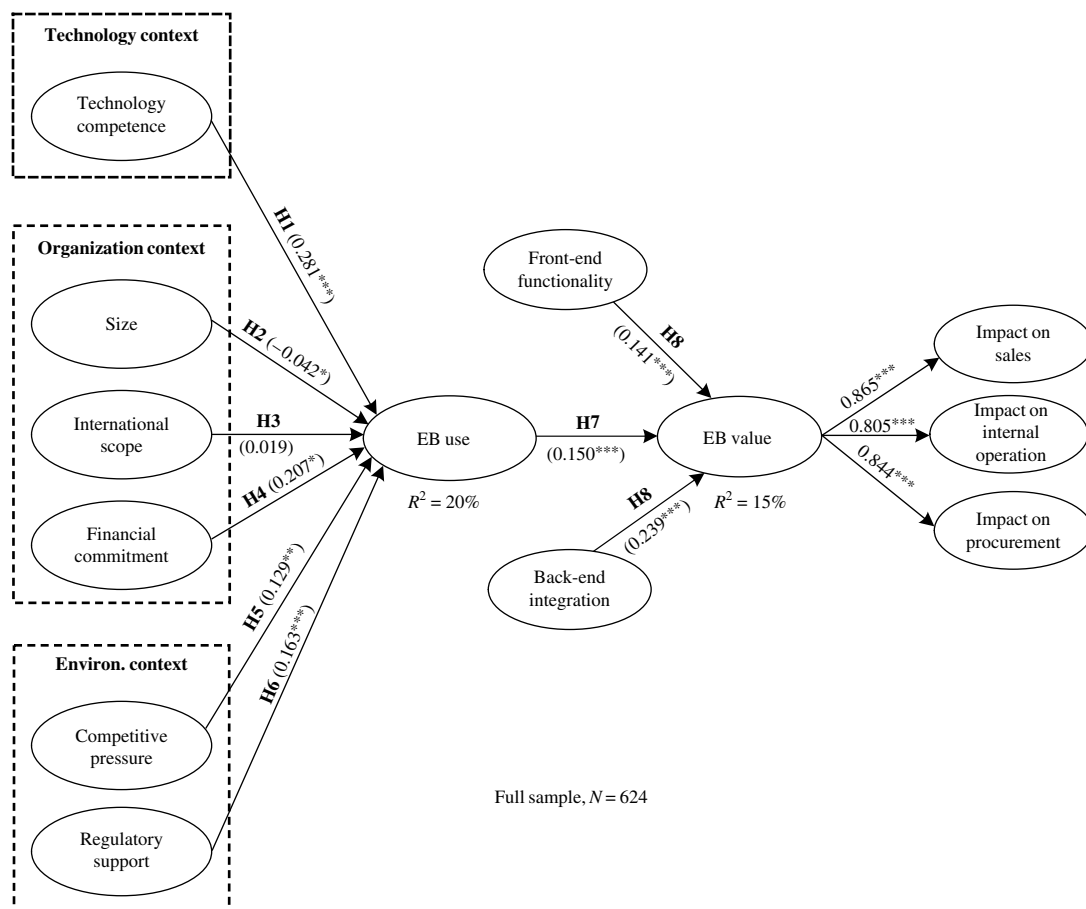 Technology context
Technology
competence
H1 (0.281***)
Organization context
Size
H2 (−0.042*)
International
scope
H3
(0.019)
Financial
commitment
H4 (0.207*)
Environ. context
Competitive
pressure
H5 (0.129**)
Regulatory
support
H6 (0.163***)
EB use
R² = 20%
H7
(0.150***)
Front-end
functionality
H8
(0.141***)
EB value
R² = 15%
Back-end
integration
H8
(0.239***)
0.865***
Impact on
sales
0.805***
Impact on
internal
operation
0.844***
Impact on
procurement
Full sample, N = 624